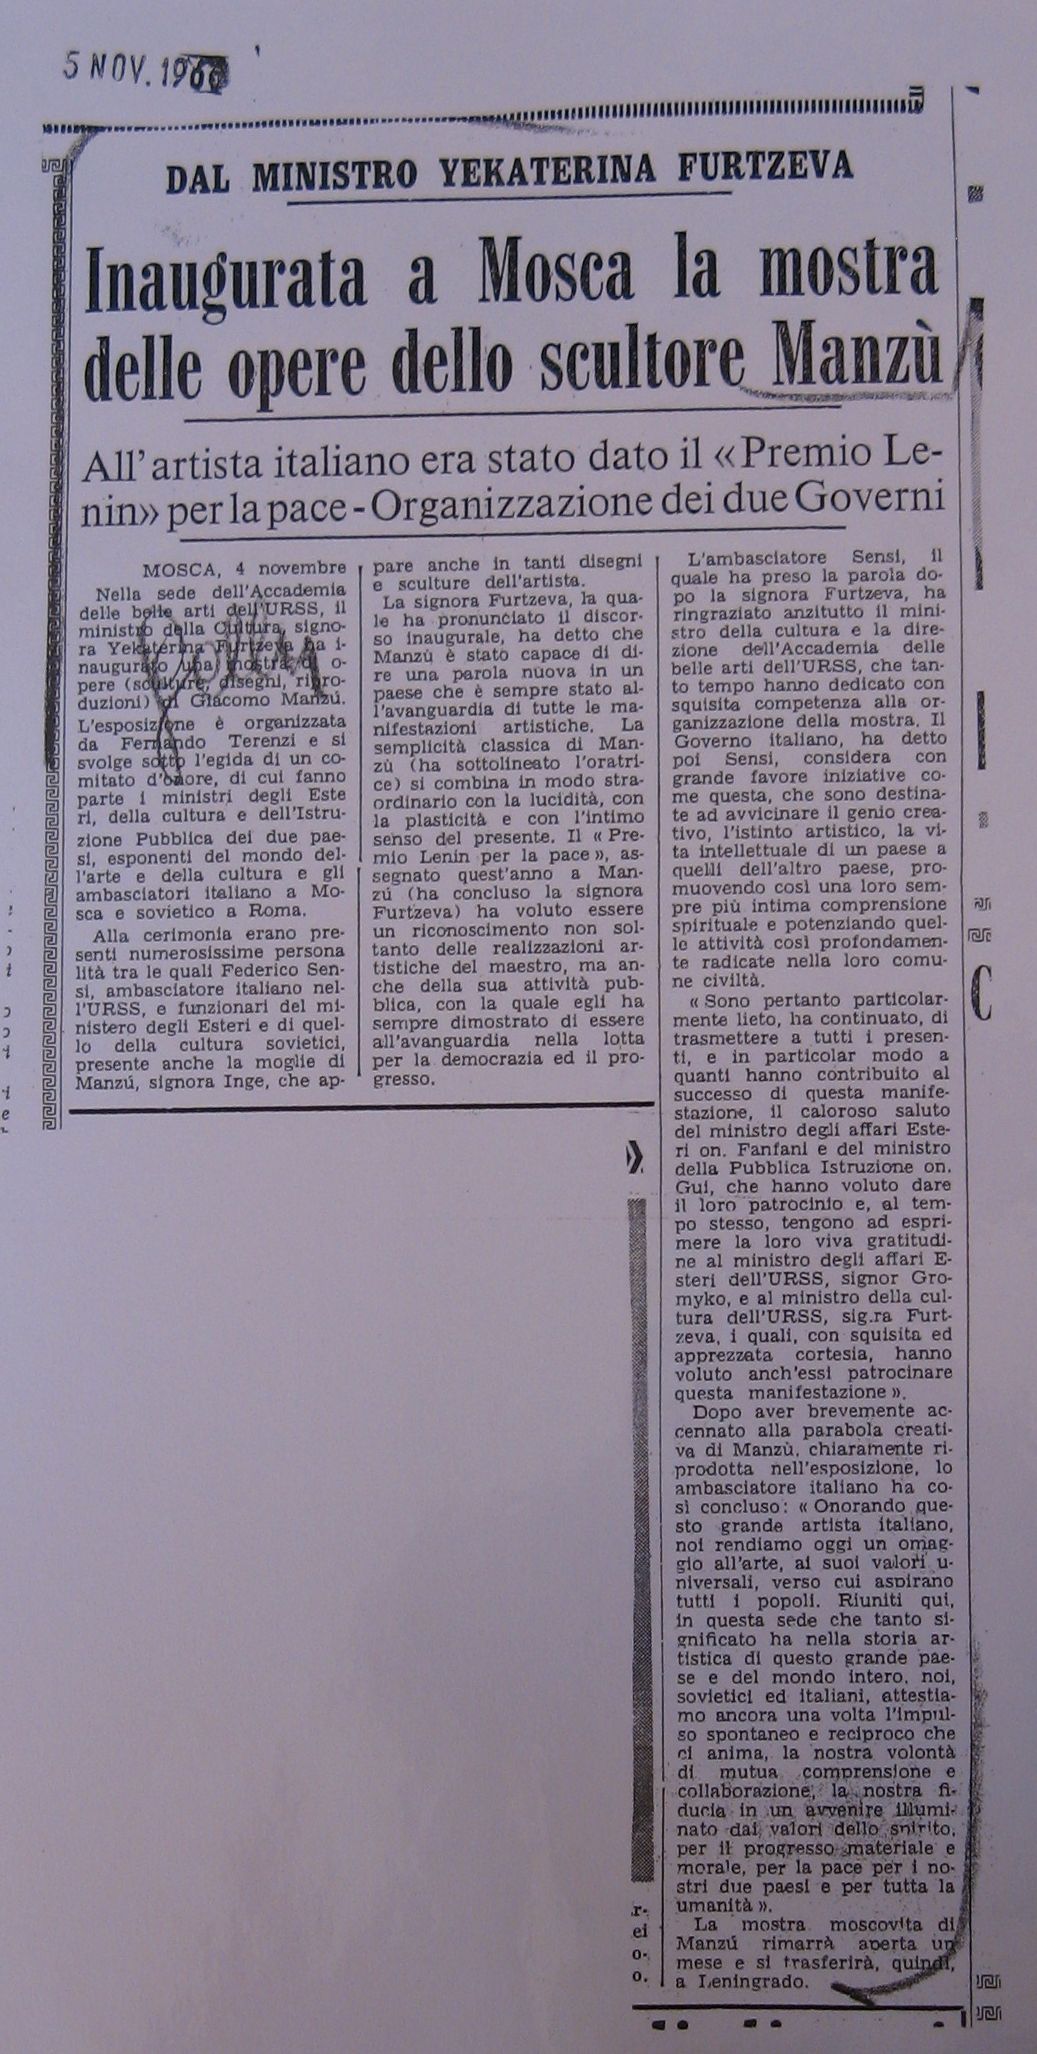 5 NOV. 1966
DAL MINISTRO YEKATERINA FURTZEVA
Inaugurata a Mosca la mostra
delle opere dello scultore Manzù
All'artista italiano era stato dato il «Premio Le-
nin» per la pace - Organizzazione dei due Governi
MOSCA, 4 novembre
Nella sede dell'Accademia
delle belle arti dell'URSS, il
ministro della Cultura, signo-
ra Yekaterina Furtzeva ha i-
naugurato una mostra di o-
pere (sculture, disegni, ripro-
duzioni) di Giacomo Manzú.
L'esposizione è organizzata
da Fernando Terenzi e si
svolge sotto l'egida di un co-
mitato d'onore, di cui fanno
parte i ministri degli Este
ri, della cultura e dell'Istru-
zione Pubblica dei due pae-
si, esponenti del mondo del-
l'arte e della cultura e gli
ambasciatori italiano a Mo-
sca e sovietico a Roma.
Alla cerimonia erano pre-
senti numerosissime persona
lità tra le quali Federico Sen-
si, ambasciatore italiano nel-
l'URSS, e funzionari del mi-
nistero degli Esteri e di quel-
lo della cultura sovietici,
presente anche la moglie di
Manzú, signora Inge, che ap-
pare anche in tanti disegni
e sculture dell'artista.
La signora Furtzeva, la qua-
le ha pronunciato il discor-
so inaugurale, ha detto che
Manzù è stato capace di di-
re una parola nuova in un
paese che è sempre stato al-
l'avanguardia di tutte le ma-
nifestazioni artistiche. La
semplicità classica di Man-
zù (ha sottolineato l'oratri-
ce) si combina in modo stra-
ordinario con la lucidità, con
la plasticità e con l'intimo
senso del presente. Il « Pre-
mio Lenin per la pace », as-
segnato quest'anno a Man-
zú (ha concluso la signora
Furtzeva) ha voluto essere
un riconoscimento non sol-
tanto delle realizzazioni ar-
tistiche del maestro, ma an-
che della sua attività pub-
blica, con la quale egli ha
sempre dimostrato di essere
all'avanguardia nella lotta
per la democrazia ed il pro-
gresso.
L'ambasciatore Sensi, il
quale ha preso la parola do-
po la signora Furtzeva, ha
ringraziato anzitutto il mini-
stro della cultura e la dire-
zione dell'Accademia delle
belle arti dell'URSS, che tan-
to tempo hanno dedicato con
squisita competenza alla or-
ganizzazione della mostra. Il
Governo italiano, ha detto
poi Sensi, considera con
grande favore iniziative co-
me questa, che sono destina-
te ad avvicinare il genio crea-
tivo, l'istinto artistico, la vi-
ta intellettuale di un paese a
quelli dell'altro paese, pro-
muovendo così una loro sem-
pre più intima comprensione
spirituale e potenziando quel-
le attività così profondamen-
te radicate nella loro comu-
ne civiltà.
« Sono pertanto particolar-
mente lieto, ha continuato, di
trasmettere a tutti i presen-
ti, e in particolar modo a
quanti hanno contribuito al
successo di questa manife-
stazione, il caloroso saluto
del ministro degli affari Este-
ri on. Fanfani e del ministro
della Pubblica Istruzione on.
Gui, che hanno voluto dare
il loro patrocinio e, al tem-
po stesso, tengono ad espri-
mere la loro viva gratitudi-
ne al ministro degli affari E-
steri dell'URSS, signor Gro-
myko, e al ministro della cul-
tura dell'URSS, sig.ra Furt-
zeva, i quali, con squisita ed
apprezzata cortesia, hanno
voluto anch'essi patrocinare
questa manifestazione ».
Dopo aver brevemente ac-
cennato alla parabola creati-
va di Manzù, chiaramente ri-
prodotta nell'esposizione, lo
ambasciatore italiano ha co-
sì concluso: « Onorando que-
sto grande artista italiano,
noi rendiamo oggi un omag-
gio all'arte, ai suoi valori u-
niversali, verso cui aspirano
tutti i popoli. Riuniti qui,
in questa sede che tanto si-
gnificato ha nella storia ar-
tistica di questo grande pae-
se e del mondo intero, noi,
sovietici ed italiani, attestia-
mo ancora una volta l'impul-
so spontaneo e reciproco che
ci anima, la nostra volontà
di mutua comprensione e
collaborazione, la nostra fi-
ducia in un avvenire illumi-
nato dai valori dello spirito,
per il progresso materiale e
morale, per la pace per i no-
stri due paesi e per tutta la
umanità ».
La mostra moscovita di
Manzú rimarrà aperta un
mese e si trasferirà, quindi,
a Leningrado.